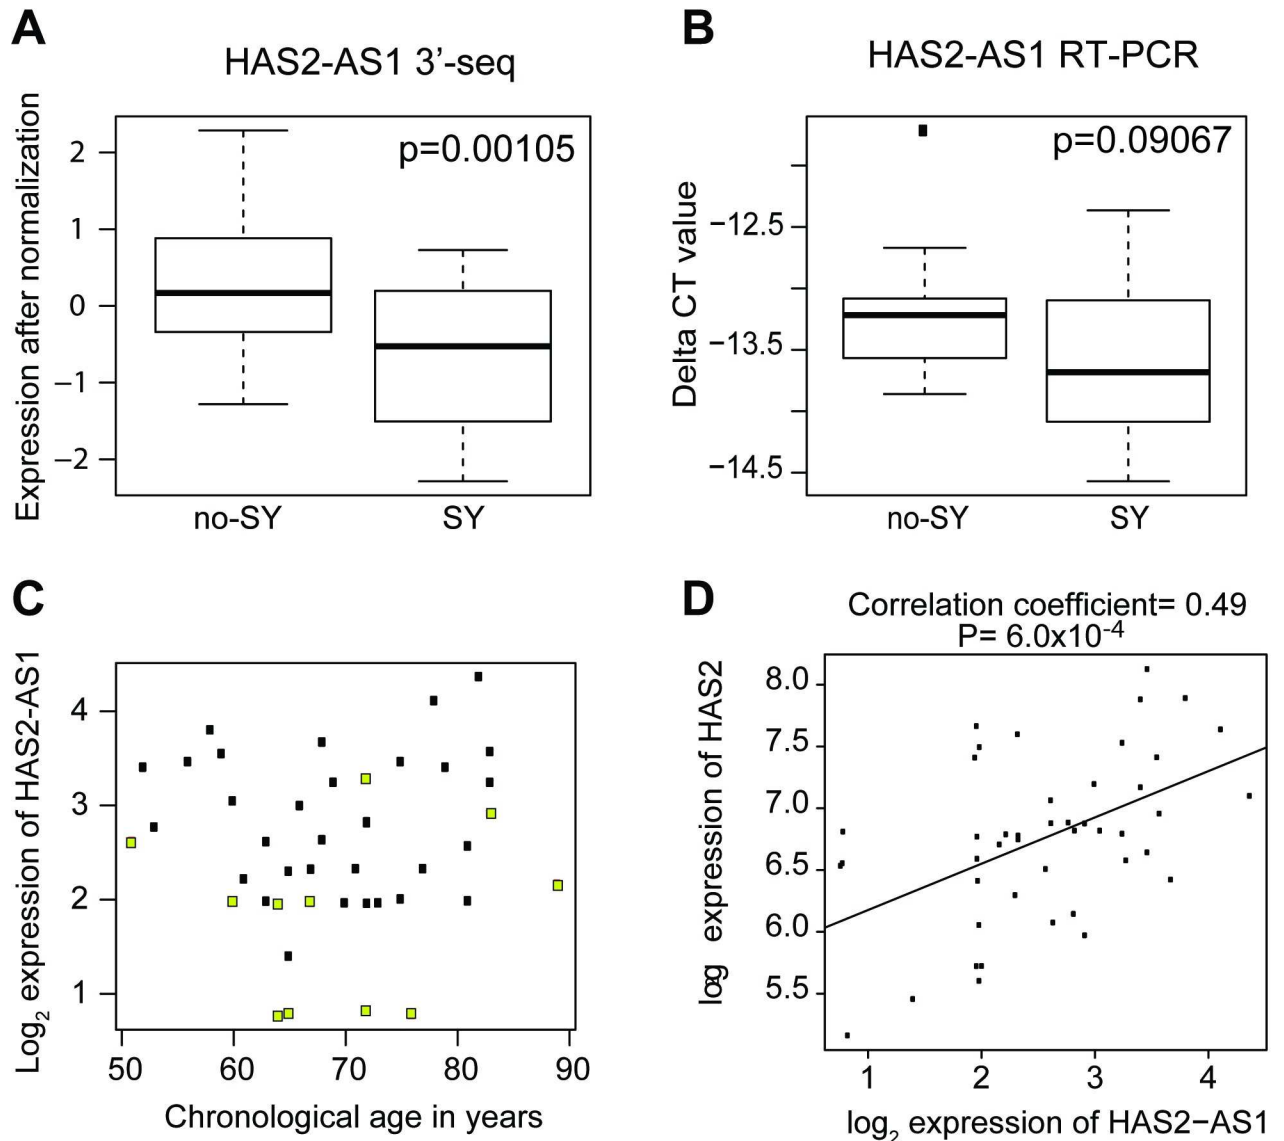 A
HAS2-AS1 3’-seq
Expression after normalization
2
1
0
−1
−2
p=0.00105
no-SY
SY
B
HAS2-AS1 RT-PCR
Delta CT value
−12.5
−13.5
−14.5
p=0.09067
no-SY
SY
C
Log2 expression of HAS2-AS1
4
3
2
1
50 60 70 80 90
Chronological age in years
D
Correlation coefficient= 0.49
P= 6.0x10-4
log2 expression of HAS2
8.0
7.5
7.0
6.5
6.0
5.5
1 2 3 4
log2 expression of HAS2−AS1